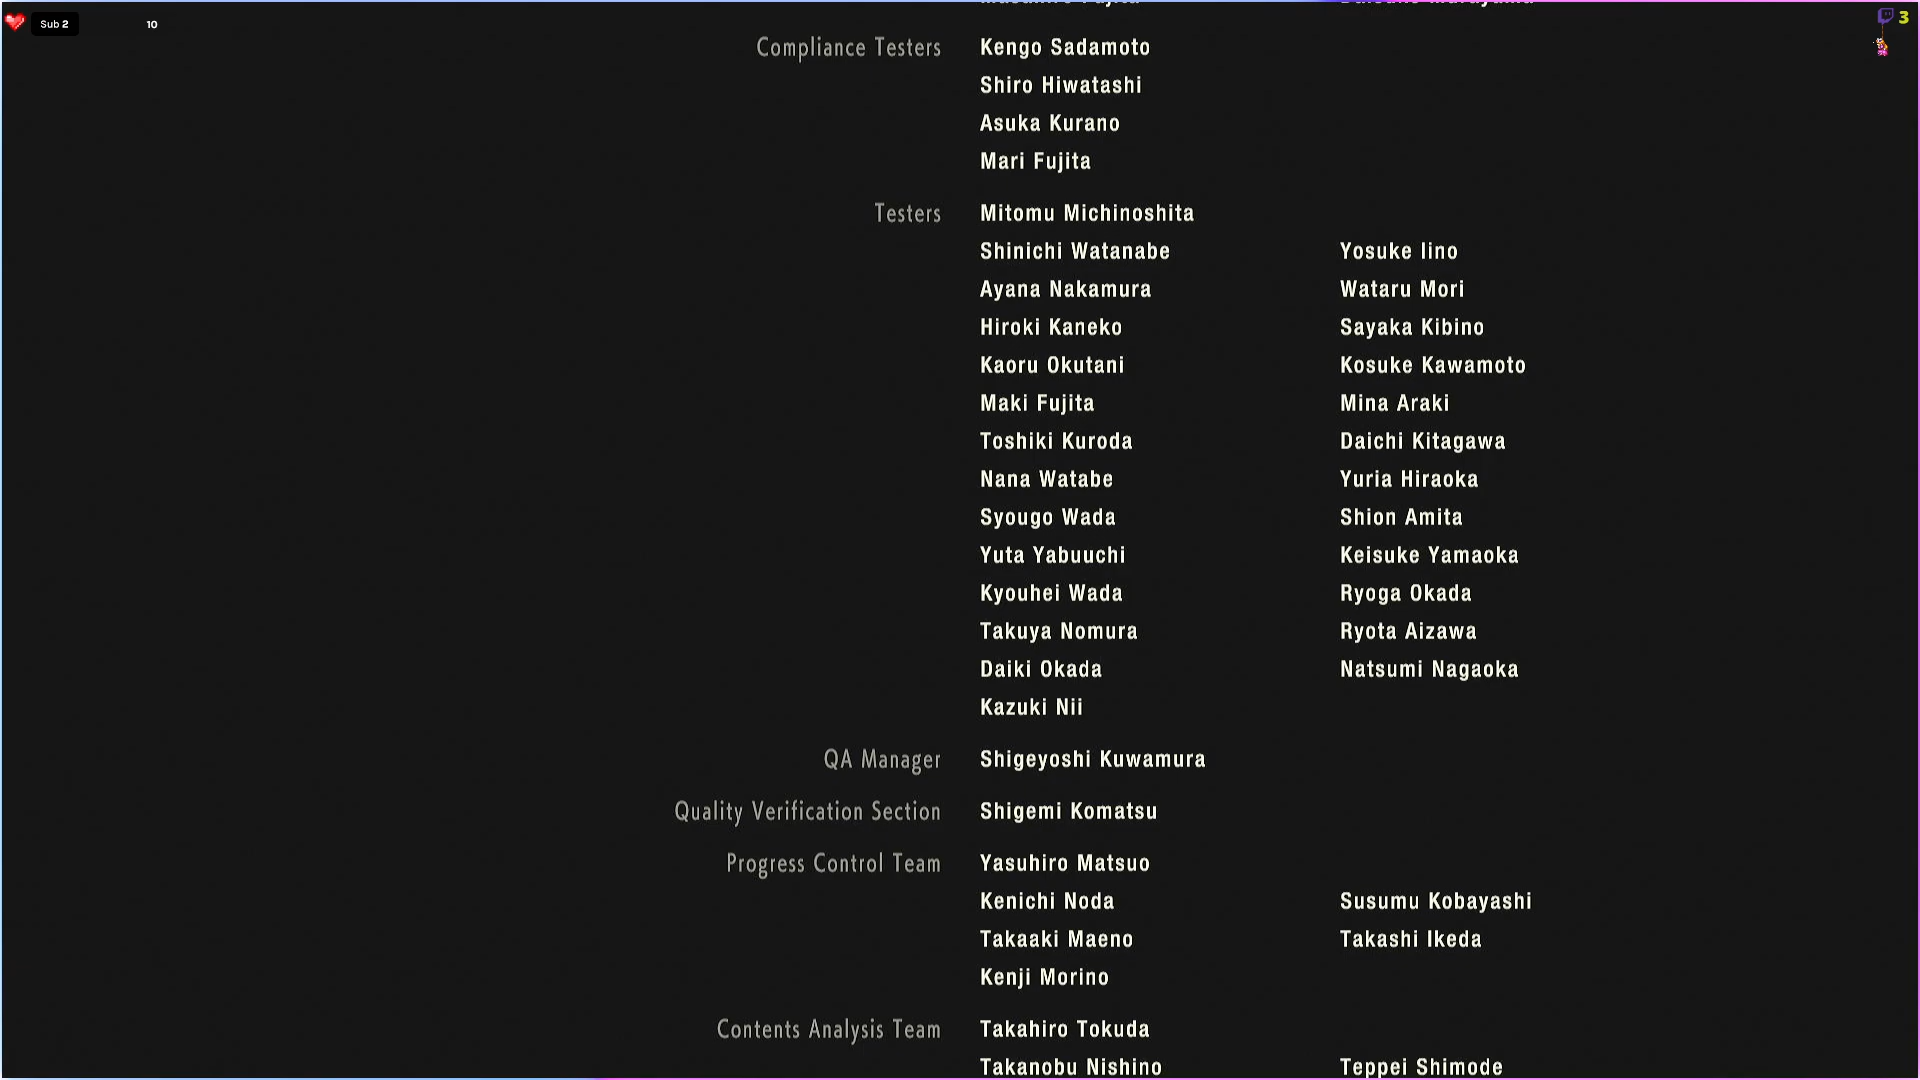 Sub 2 10 3
Compliance Testers Kengo Sadamoto
Shiro Hiwatashi
Asuka Kurano
Mari Fujita
Testers Mitomu Michinoshita
Shinichi Watanabe Yosuke Iino
Ayana Nakamura Wataru Mori
Hiroki Kaneko Sayaka Kibino
Kaoru Okutani Kosuke Kawamoto
Maki Fujita Mina Araki
Toshiki Kuroda Daichi Kitagawa
Nana Watabe Yuria Hiraoka
Syougo Wada Shion Amita
Yuta Yabuuchi Keisuke Yamaoka
Kyouhei Wada Ryoga Okada
Takuya Nomura Ryota Aizawa
Daiki Okada Natsumi Nagaoka
Kazuki Nii
QA Manager Shigeyoshi Kuwamura
Quality Verification Section Shigemi Komatsu
Progress Control Team Yasuhiro Matsuo
Kenichi Noda Susumu Kobayashi
Takaaki Maeno Takashi Ikeda
Kenji Morino
Contents Analysis Team Takahiro Tokuda
Takanobu Nishino Teppei Shimode